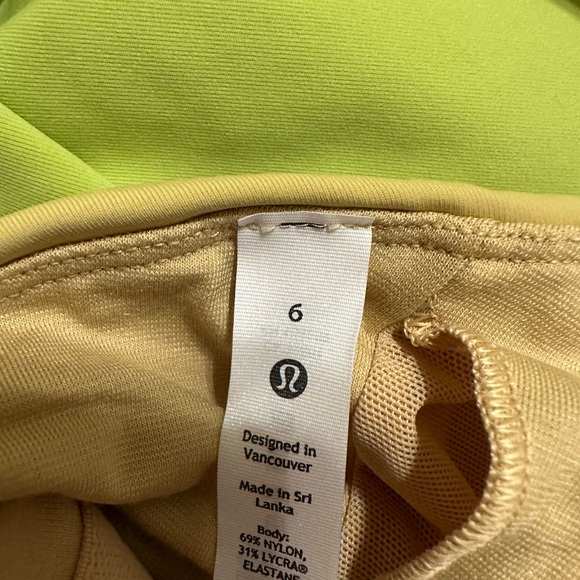 6
Designed in
Vancouver
Made in Sri
Lanka
Body:
69% NYLON,
31% LYCRA®
ELASTANE